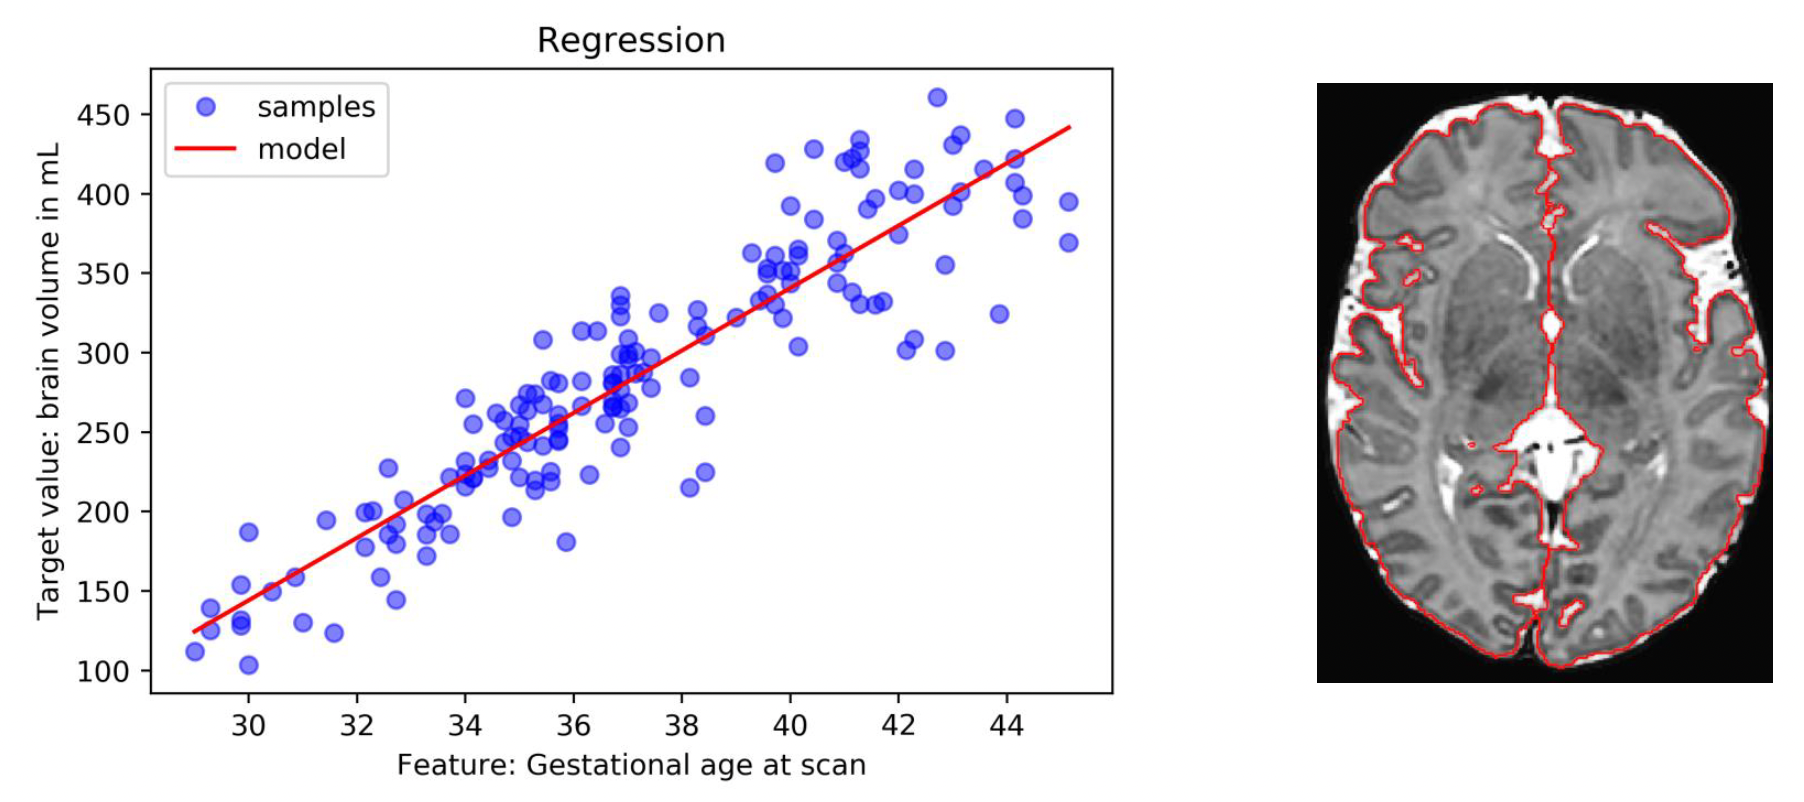 Regression
samples
model
Target value: brain volume in mL
450
400
350
300
250
200
150
100
30 32 34 36 38 40 42 44
Feature: Gestational age at scan